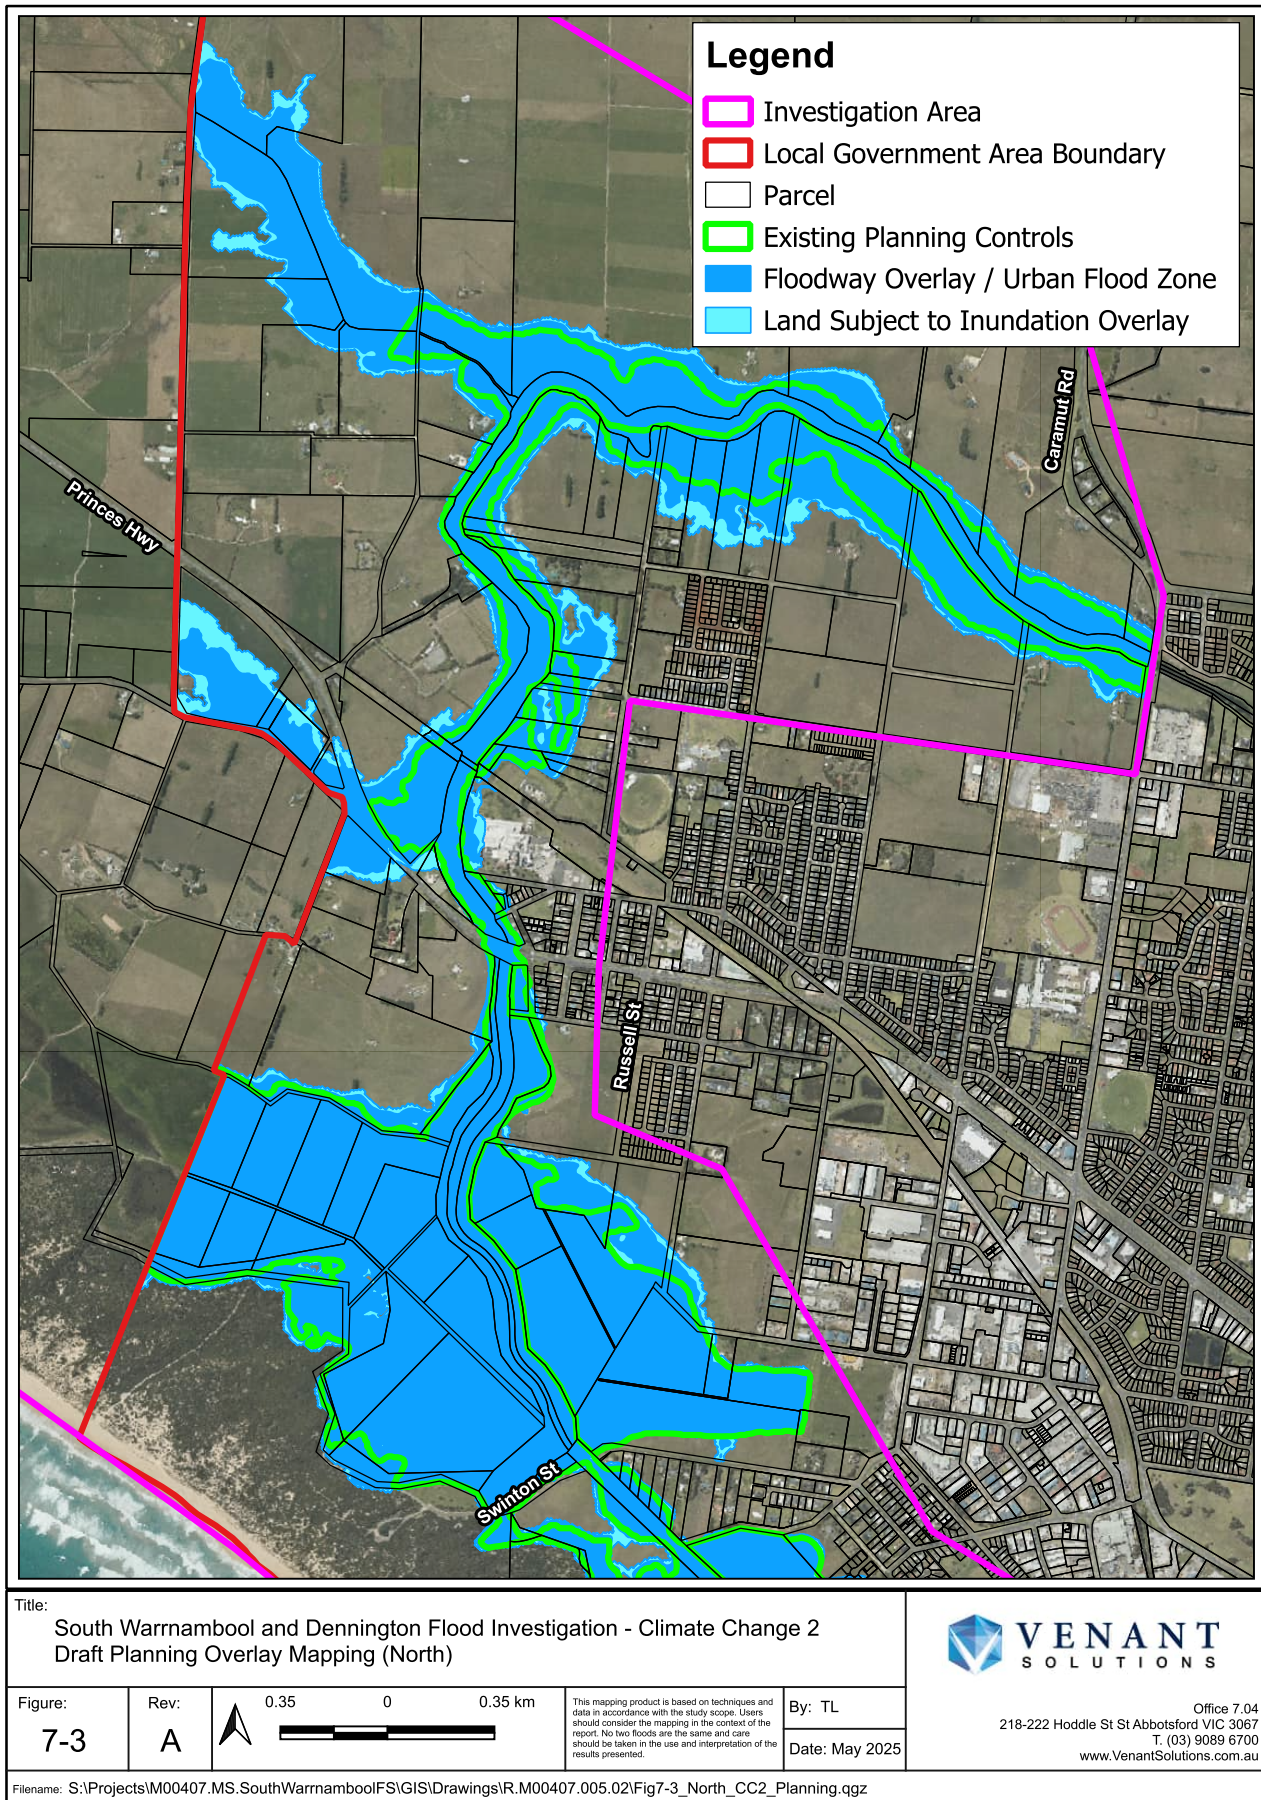 Legend
Investigation Area
Local Government Area Boundary
Parcel
Existing Planning Controls
Floodway Overlay / Urban Flood Zone
Land Subject to Inundation Overlay
Caramut Rd
Princes Hwy
Russell St
Swinton St
Title:
South Warrnambool and Dennington Flood Investigation - Climate Change 2
Draft Planning Overlay Mapping (North)
VENANT
SOLUTIONS
Figure:
7-3
Rev:
A
0.35 0 0.35 km
This mapping product is based on techniques and
data in accordance with the study scope. Users
should consider the mapping in the context of the
report. No two floods are the same and care
should be taken in the use and interpretation of the
results presented.
By: TL
Date: May 2025
Office 7.04
218-222 Hoddle St St Abbotsford VIC 3067
T. (03) 9089 6700
www.VenantSolutions.com.au
Filename: S:\Projects\M00407.MS.SouthWarrnamboolFS\GIS\Drawings\R.M00407.005.02\Fig7-3_North_CC2_Planning.qgz